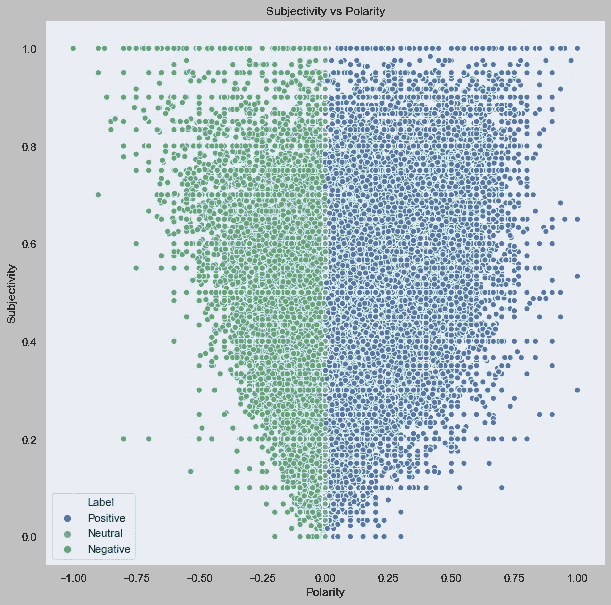 Subjectivity vs Polarity
1.0
0.8
0.6
0.4
0.2
0.0
Subjectivity
Label
Positive
Neutral
Negative
−1.00 −0.75 −0.50 −0.25 0.00 0.25 0.50 0.75 1.00
Polarity